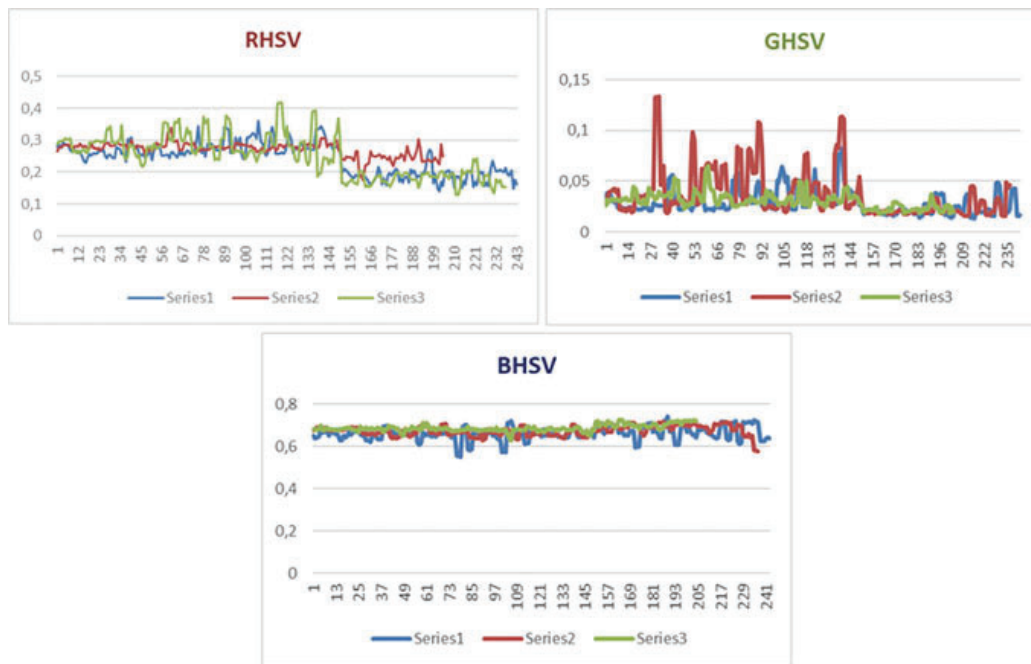 RHSV
0,5
0,4
0,3
0,2
0,1
0
1 12 23 34 45 56 67 78 89 100 111 122 133 144 155 166 177 188 199 210 221 232 243
Series1 Series2 Series3
GHSV
0,15
0,1
0,05
0
1 14 27 40 53 66 79 92 105 118 131 144 157 170 183 196 209 222 235
Series1 Series2 Series3
BHSV
0,8
0,6
0,4
0,2
0
1 13 25 37 49 61 73 85 97 109 121 133 145 157 169 181 193 205 217 229 241
Series1 Series2 Series3